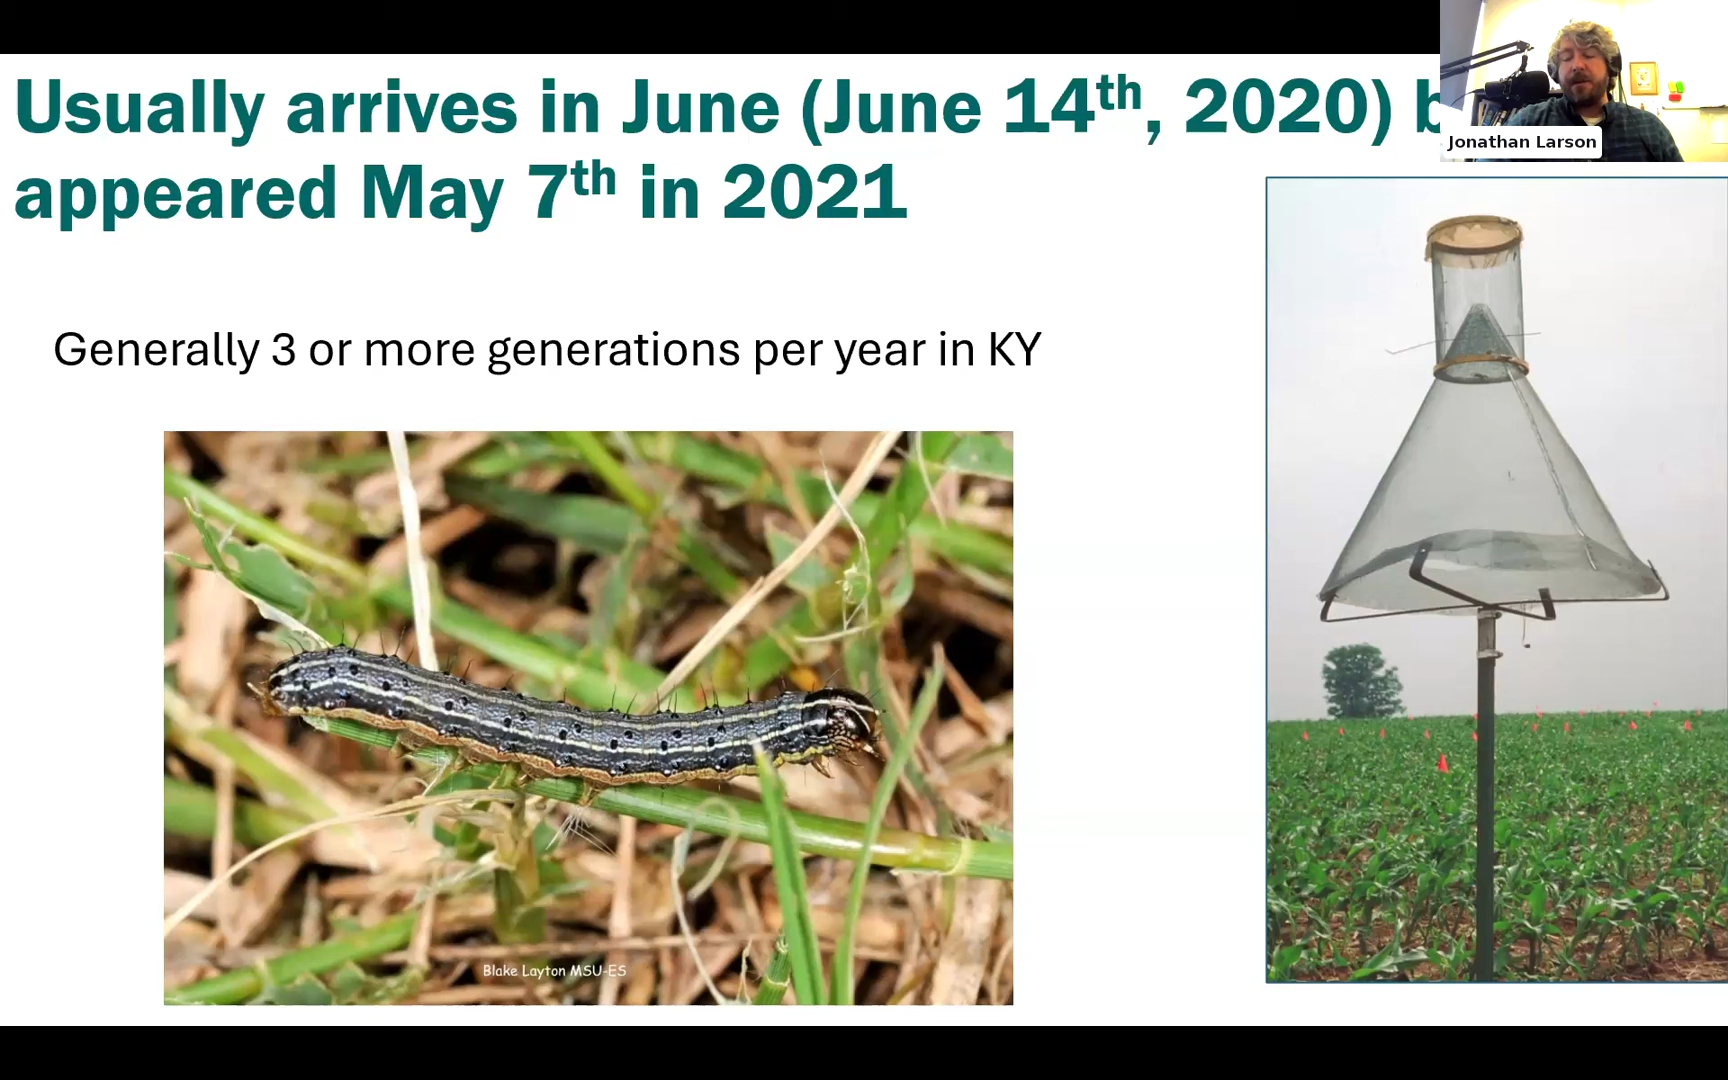 Usually arrives in June (June 14th, 2020)
appeared May 7th in 2021
Jonathan Larson
Generally 3 or more generations per year in KY
Blake Layton MSU-ES